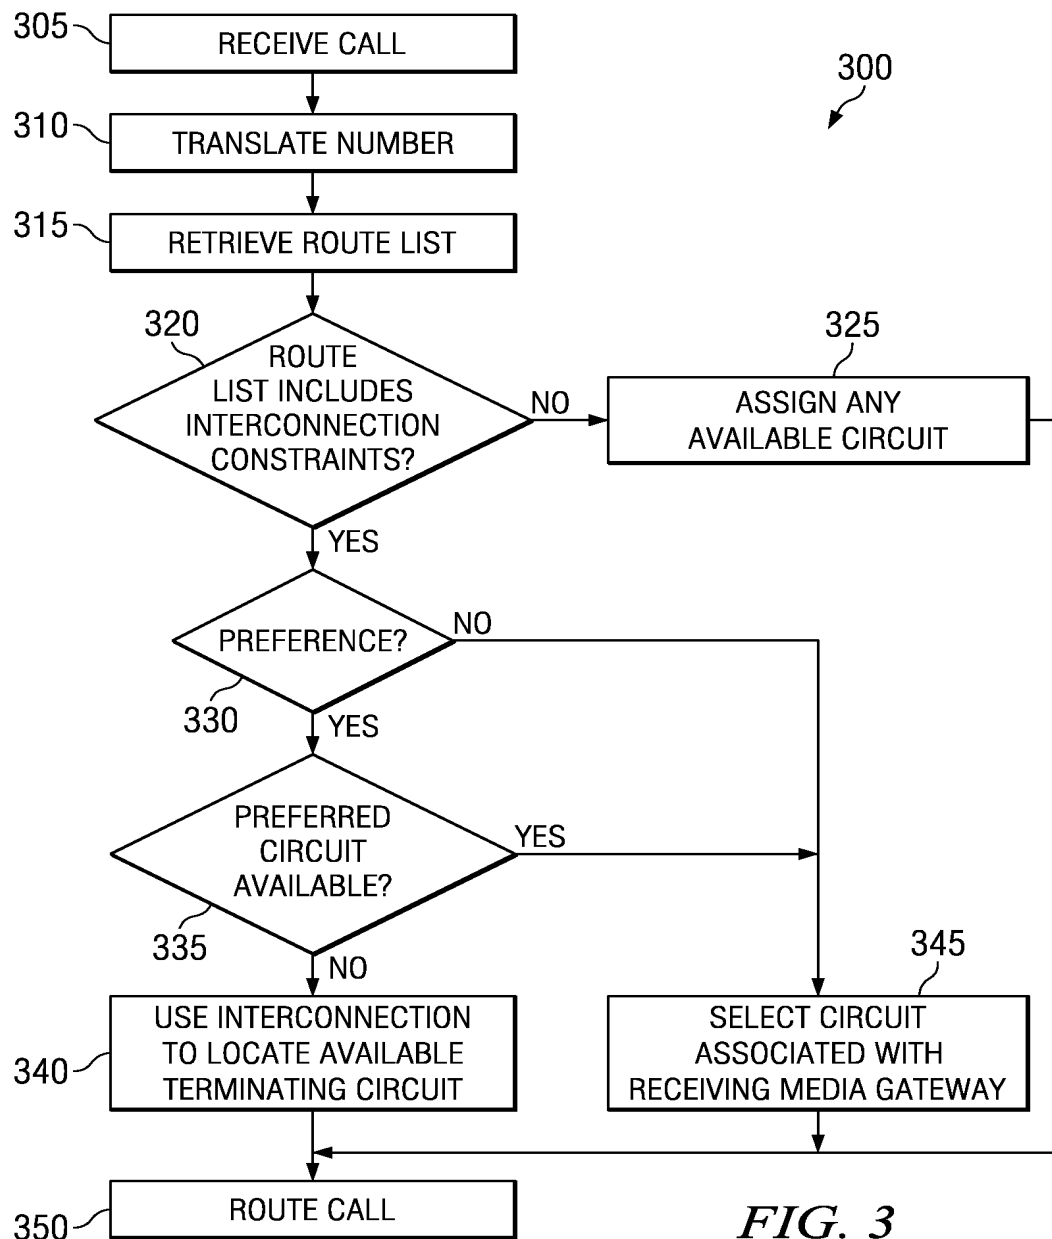 305
RECEIVE CALL
300
310
TRANSLATE NUMBER
315
RETRIEVE ROUTE LIST
320
ROUTE
LIST INCLUDES
INTERCONNECTION
CONSTRAINTS?
NO
325
ASSIGN ANY
AVAILABLE CIRCUIT
YES
PREFERENCE?
NO
330
YES
PREFERRED
CIRCUIT
AVAILABLE?
YES
335
NO
340
USE INTERCONNECTION
TO LOCATE AVAILABLE
TERMINATING CIRCUIT
345
SELECT CIRCUIT
ASSOCIATED WITH
RECEIVING MEDIA GATEWAY
350
ROUTE CALL
FIG. 3